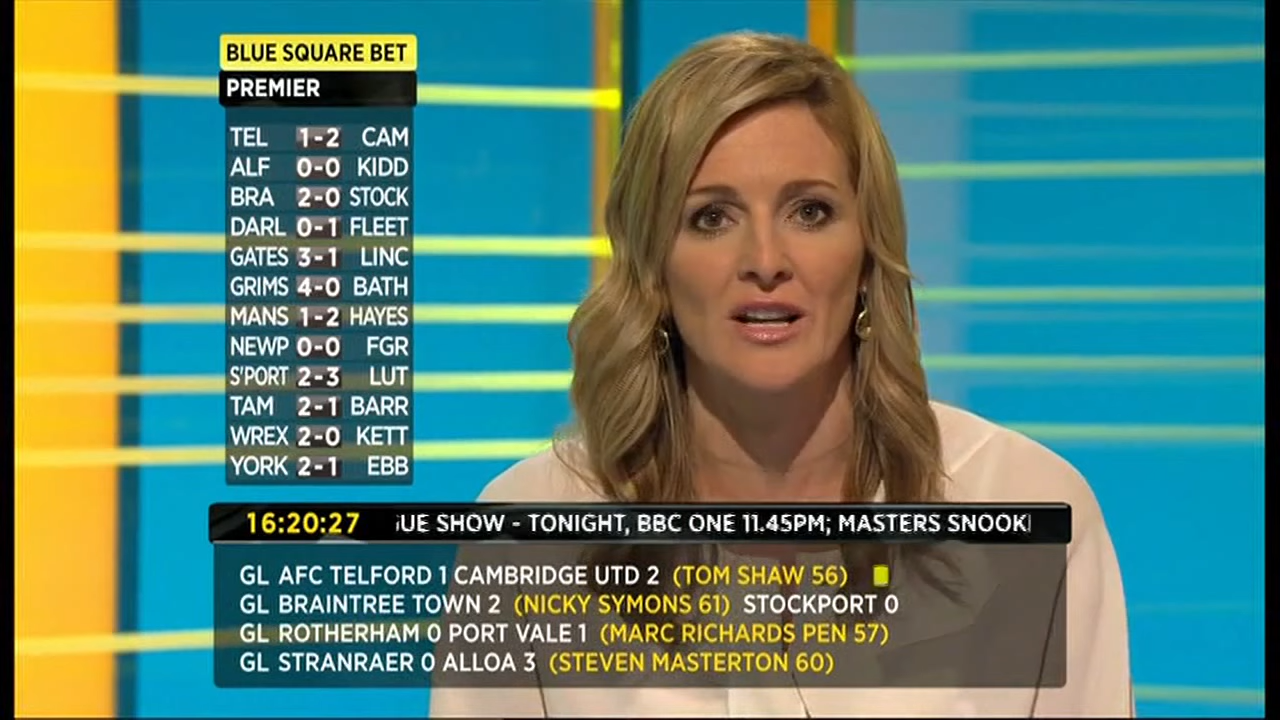 BLUE SQUARE BET
PREMIER
TEL 1-2 CAM
ALF 0-0 KIDD
BRA 2-0 STOCK
DARL 0-1 FLEET
GATES 3-1 LINC
GRIMS 4-0 BATH
MANS 1-2 HAYES
NEWP 0-0 FGR
S'PORT 2-3 LUT
TAM 2-1 BARR
WREX 2-0 KETT
YORK 2-1 EBB
16:20:27 GUE SHOW - TONIGHT, BBC ONE 11.45PM; MASTERS SNOOK
GL AFC TELFORD 1 CAMBRIDGE UTD 2 (TOM SHAW 56)
GL BRAINTREE TOWN 2 (NICKY SYMONS 61) STOCKPORT 0
GL ROTHERHAM 0 PORT VALE 1 (MARC RICHARDS PEN 57)
GL STRANRAER 0 ALLOA 3 (STEVEN MASTERTON 60)